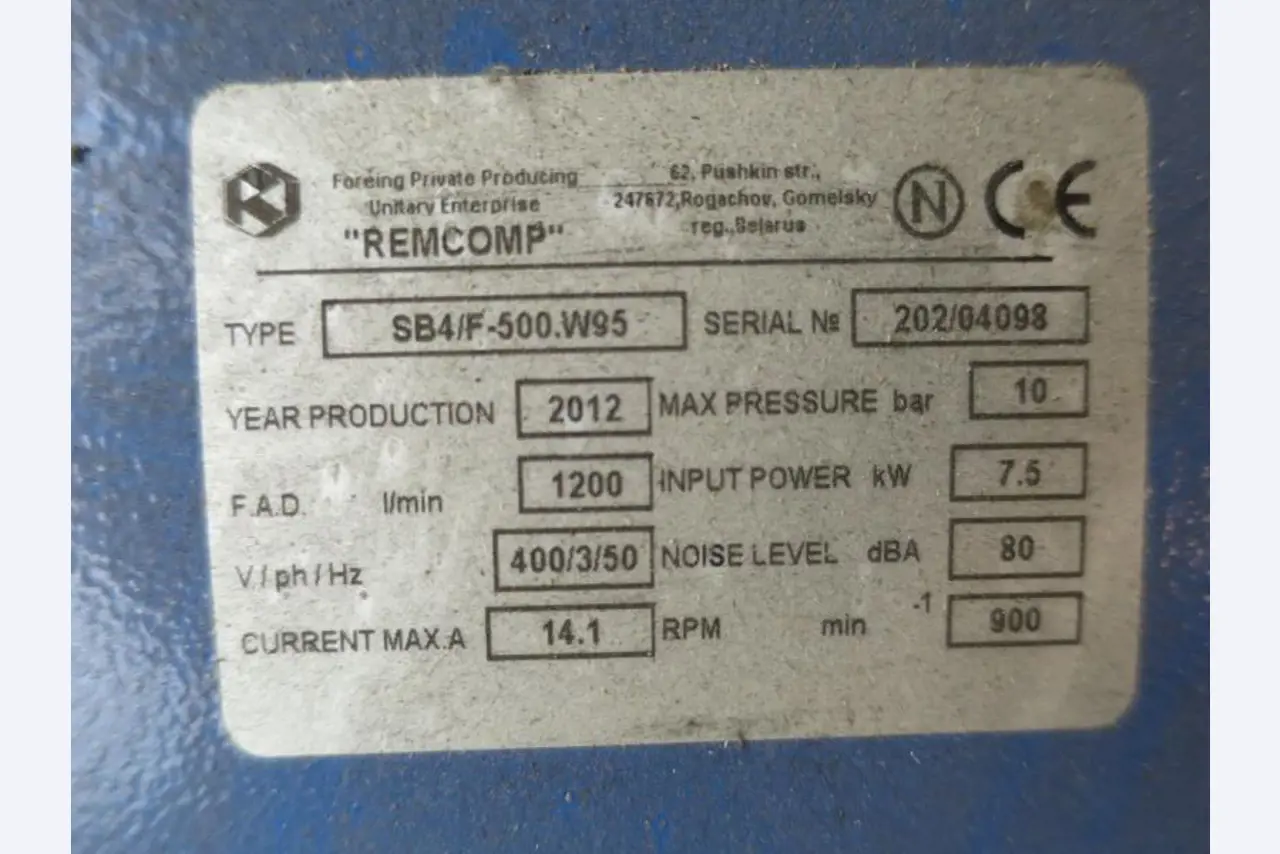 Foreing Private Producing
Unitary Enterprise
"REMCOMP"
62, Pushkin str.,
247672,Rogachov, Gomelsky
reg.,Belarus
N CE
TYPE SB4/F-500.W95 SERIAL № 202/04098
YEAR PRODUCTION 2012 MAX PRESSURE bar 10
F.A.D. l/min 1200 INPUT POWER kW 7.5
V / ph / Hz 400/3/50 NOISE LEVEL dBA 80
CURRENT MAX.A 14.1 RPM min -1 900